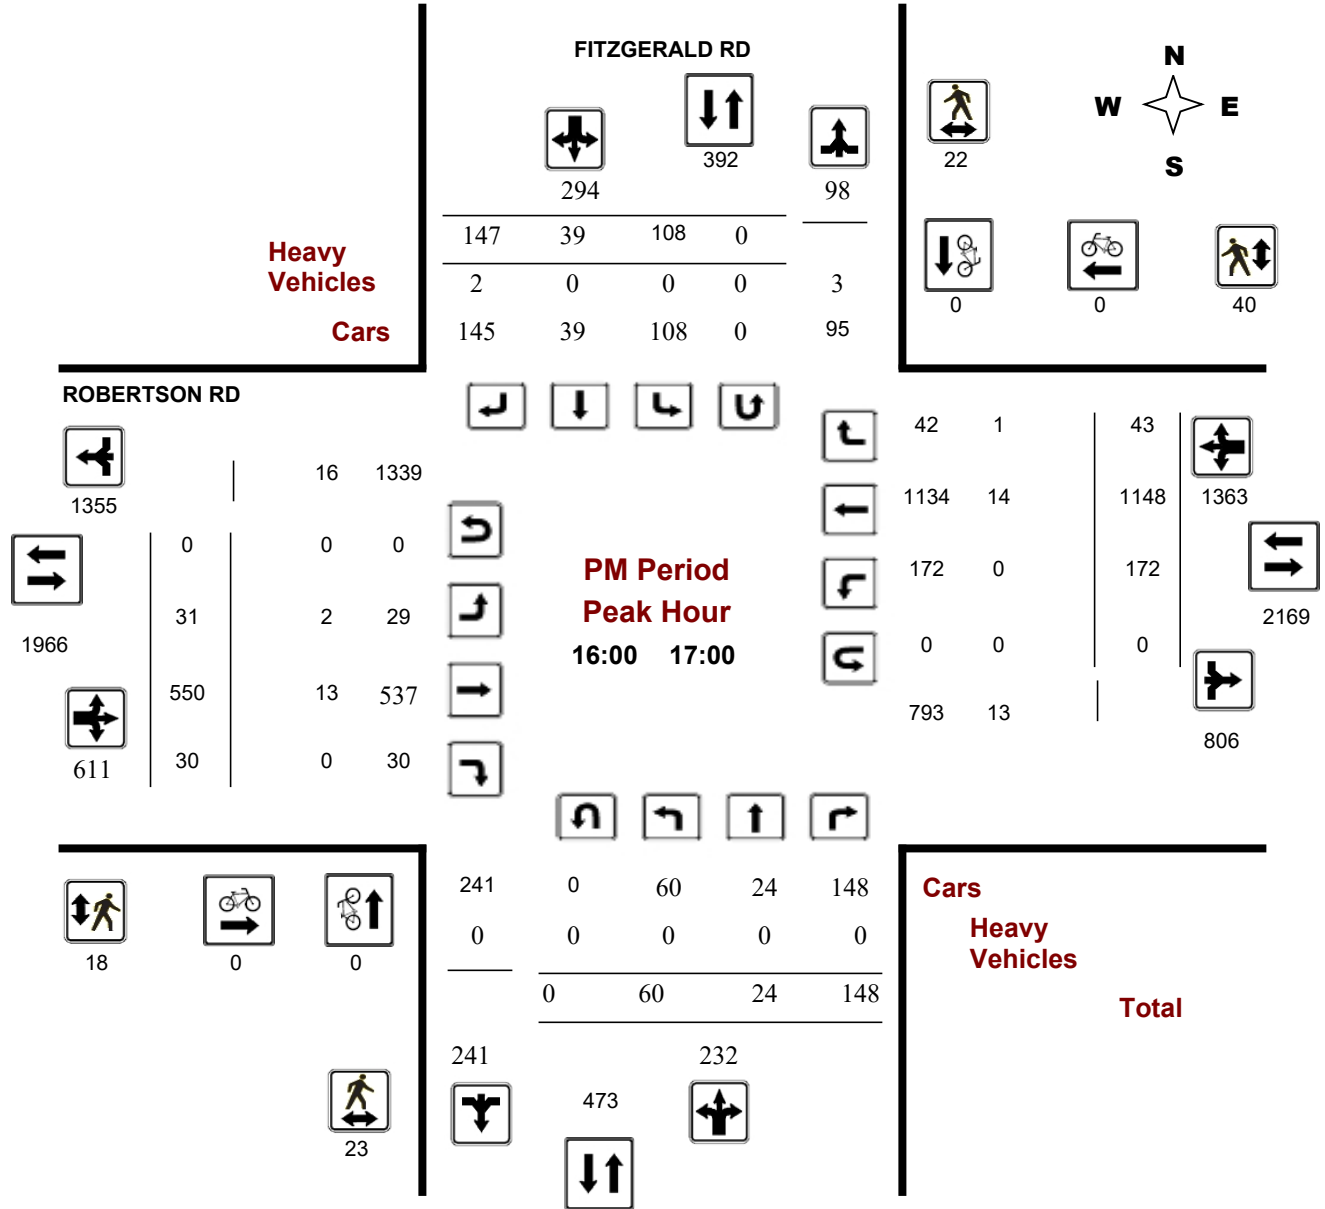 FITZGERALD RD
N
W E
S
392
22
294
98
147 39 108 0
Heavy
Vehicles
2 0 0 0 3
0 0 40
Cars
145 39 108 0 95
ROBERTSON RD
42 1 43
16 1339
1355
1134 14 1148 1363
0 0 0
PM Period
172 0 172
31 2 29
Peak Hour
2169
1966
16:00 17:00
0 0 0
550 13 537
793 13
806
611 30 0 30
241 0 60 24 148
Cars
0 0 0 0 0
Heavy
Vehicles
18 0 0
0 60 24 148
Total
241 232
473
23